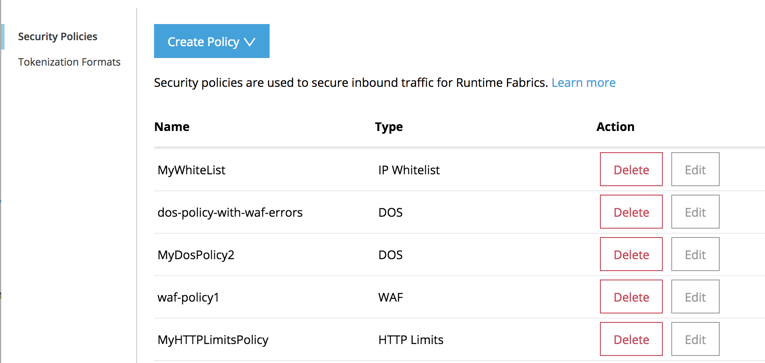 Security Policies
Tokenization Formats
Create Policy
Security policies are used to secure inbound traffic for Runtime Fabrics. Learn more
Name Type Action
MyWhiteList IP Whitelist Delete Edit
dos-policy-with-waf-errors DOS Delete Edit
MyDosPolicy2 DOS Delete Edit
waf-policy1 WAF Delete Edit
MyHTTPLimitsPolicy HTTP Limits Delete Edit